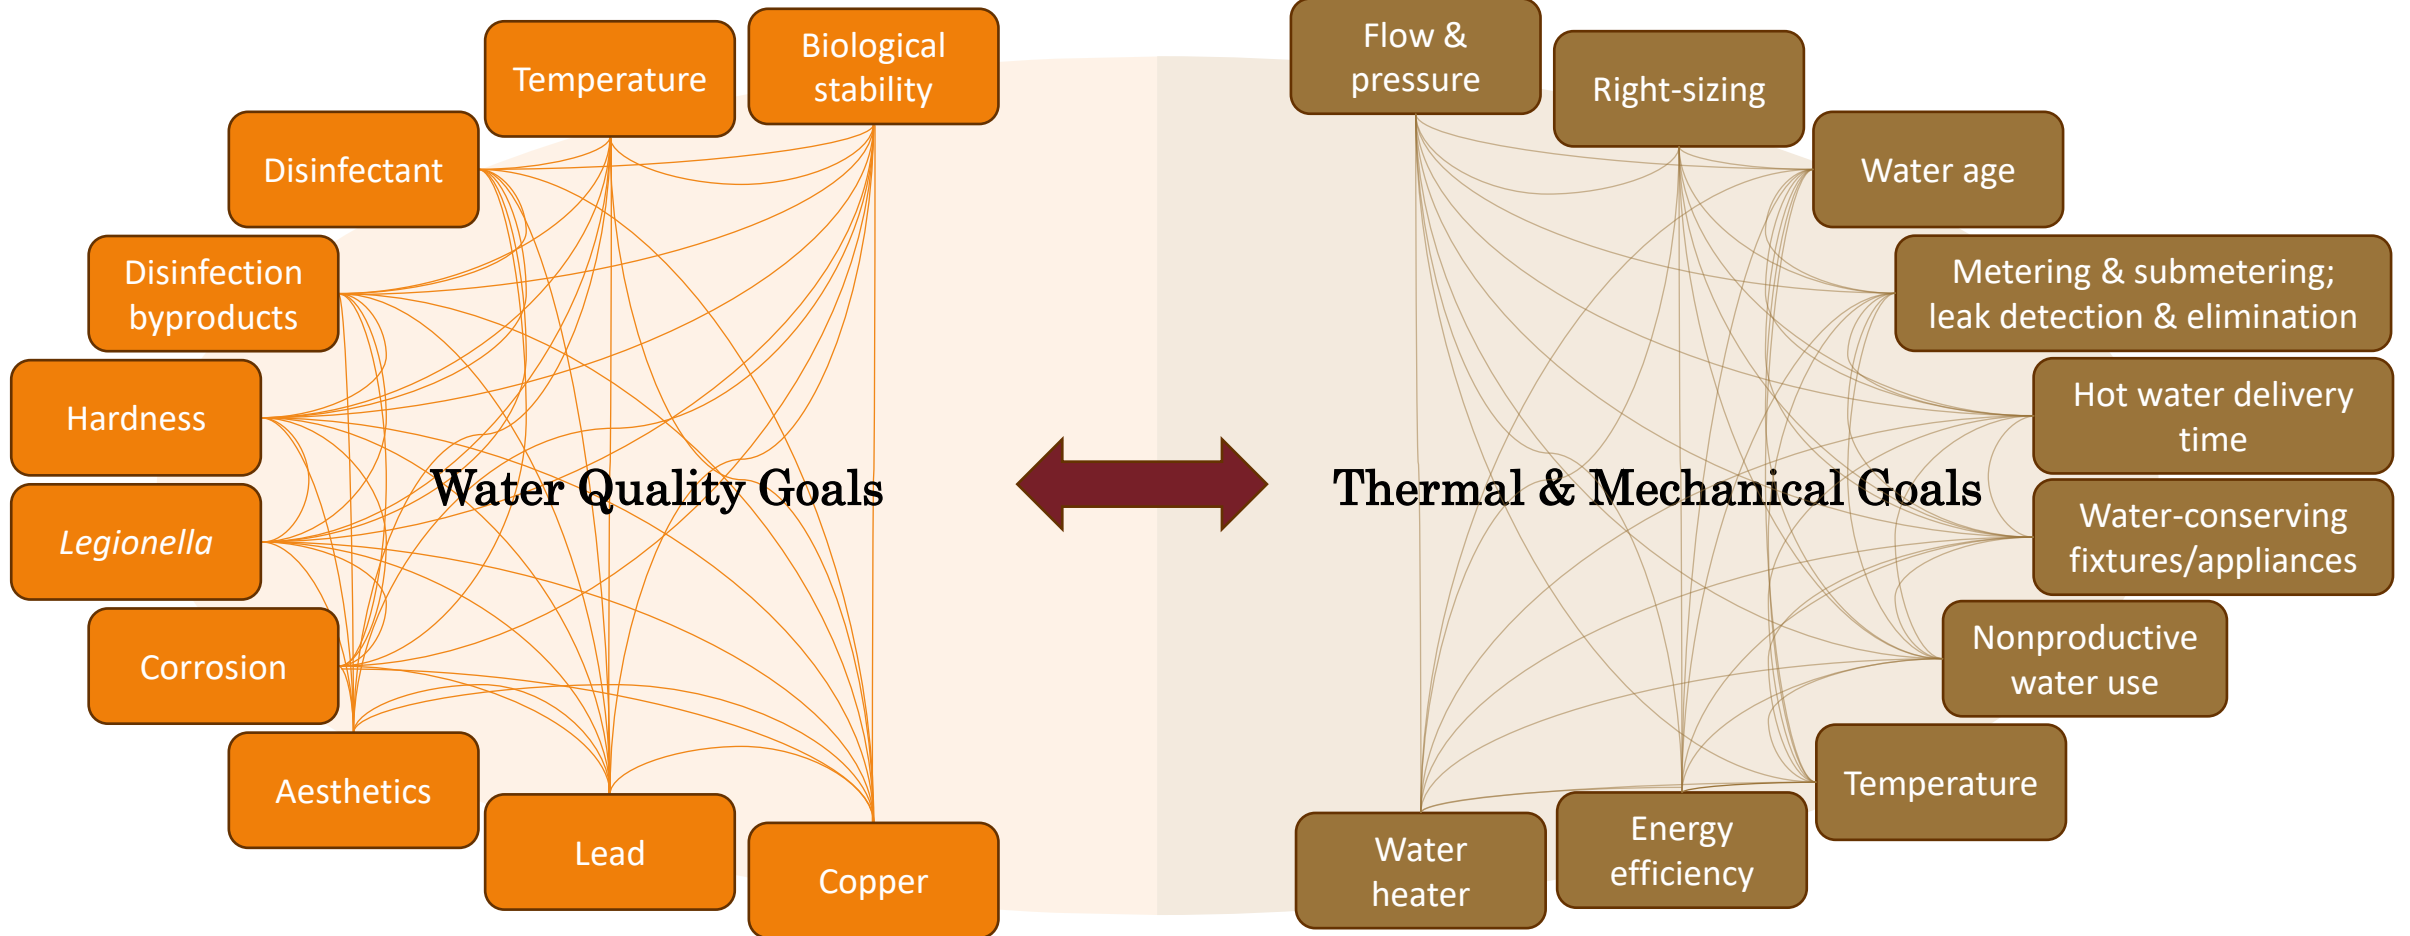 Biological
stability
Temperature
Disinfectant
Disinfection
byproducts
Hardness
Legionella
Corrosion
Aesthetics
Lead
Copper
Water Quality Goals
Flow &
pressure
Right-sizing
Water age
Metering & submetering;
leak detection & elimination
Hot water delivery
time
Water-conserving
fixtures/appliances
Nonproductive
water use
Temperature
Energy
efficiency
Water
heater
Thermal & Mechanical Goals